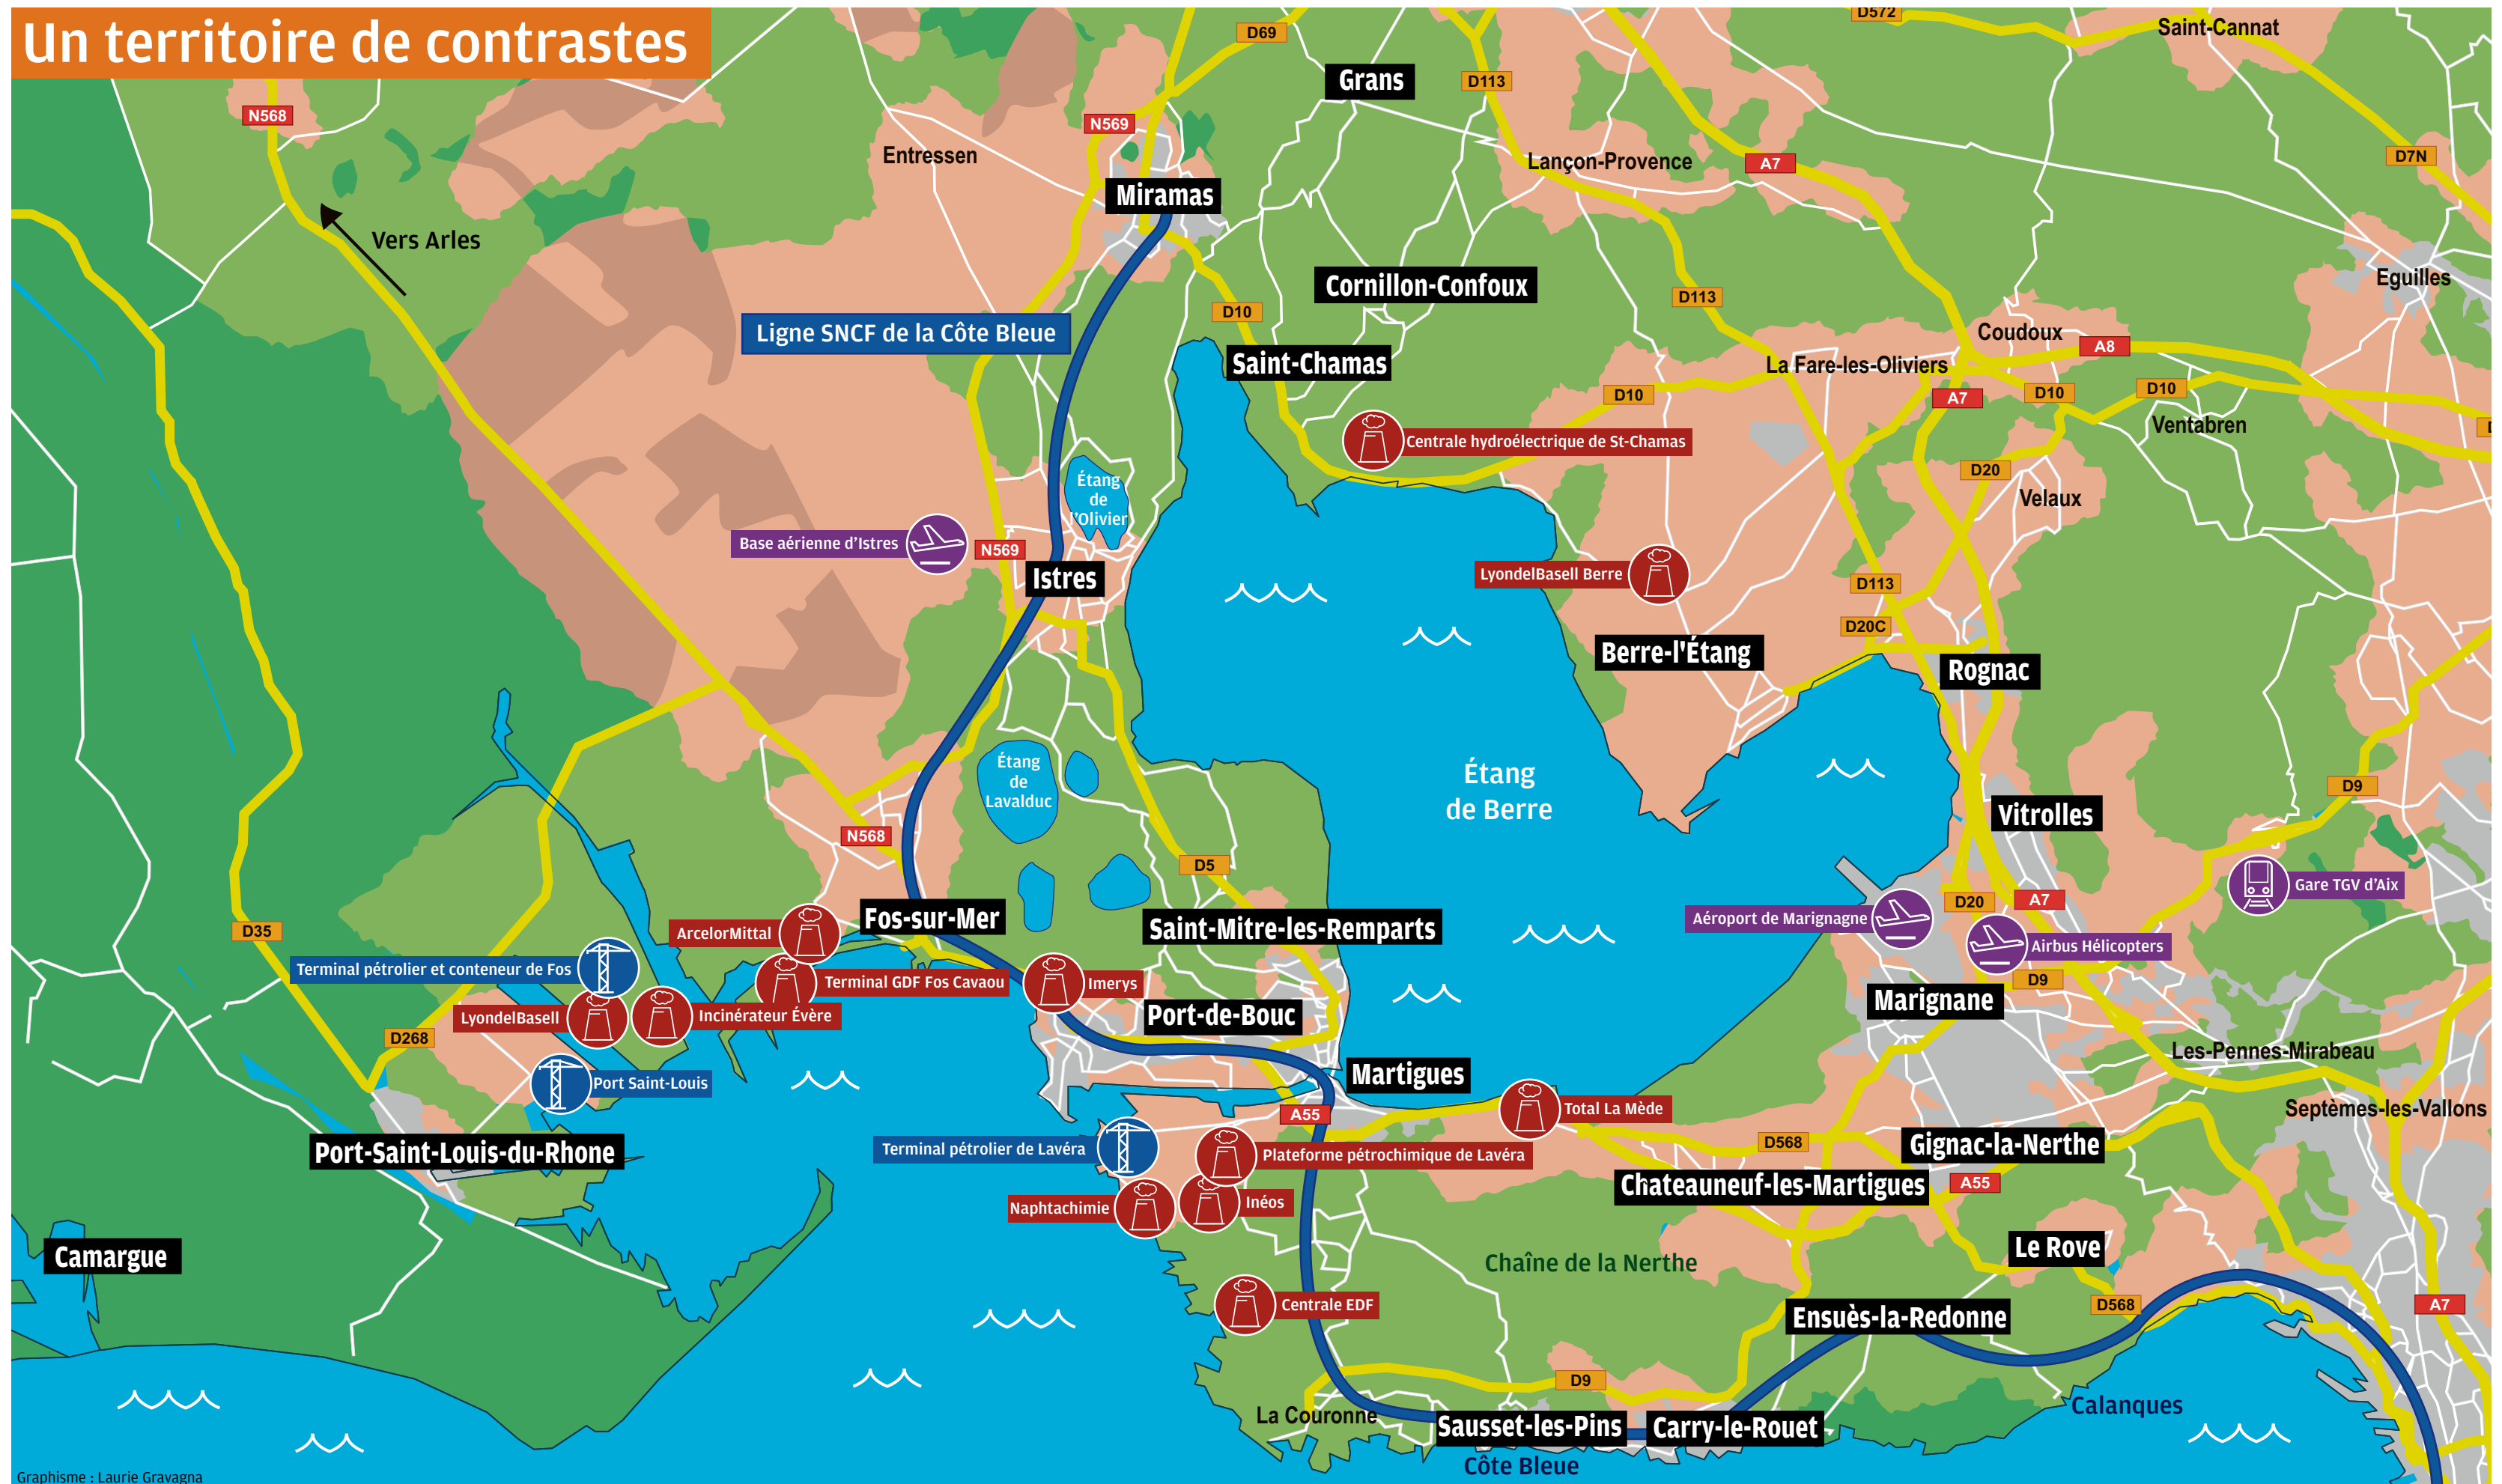 Un territoire de contrastes
D572
Saint-Cannat
D69
Grans
D113
N568
N569
Entressen
Lançon-Provence
A7
D7N
Miramas
Vers Arles
Cornillon-Confoux
Eguilles
D10
D113
Ligne SNCF de la Côte Bleue
Coudoux
A8
Saint-Chamas
La Fare-les-Oliviers
D10
A7
D10
D10
Ventabren
Centrale hydroélectrique de St-Chamas
D20
Velaux
Étang
de
l'Olivier
Base aérienne d'Istres
N569
Istres
LyondelBasell Berre
D113
D20C
Berre-l'Étang
Rognac
Étang
de
Lavalduc
Étang
de Berre
D9
Vitrolles
N568
D5
Gare TGV d'Aix
D20
A7
Fos-sur-Mer
Saint-Mitre-les-Remparts
Aéroport de Marignagne
D35
ArcelorMittal
Airbus Hélicopters
Terminal pétrolier et conteneur de Fos
Terminal GDF Fos Cavaou
Imerys
D9
Marignane
LyondelBasell
Incinérateur Évère
Port-de-Bouc
D268
Les-Pennes-Mirabeau
Port Saint-Louis
Martigues
Total La Mède
Septèmes-les-Vallons
A55
Port-Saint-Louis-du-Rhone
Terminal pétrolier de Lavéra
Plateforme pétrochimique de Lavéra
D568
Gignac-la-Nerthe
Chateauneuf-les-Martigues
A55
Naphtachimie
Inéos
Camargue
Le Rove
Chaîne de la Nerthe
Centrale EDF
Ensuès-la-Redonne
D568
A7
D9
La Couronne
Calanques
Sausset-les-Pins
Carry-le-Rouet
Côte Bleue
Graphisme : Laurie Gravagna